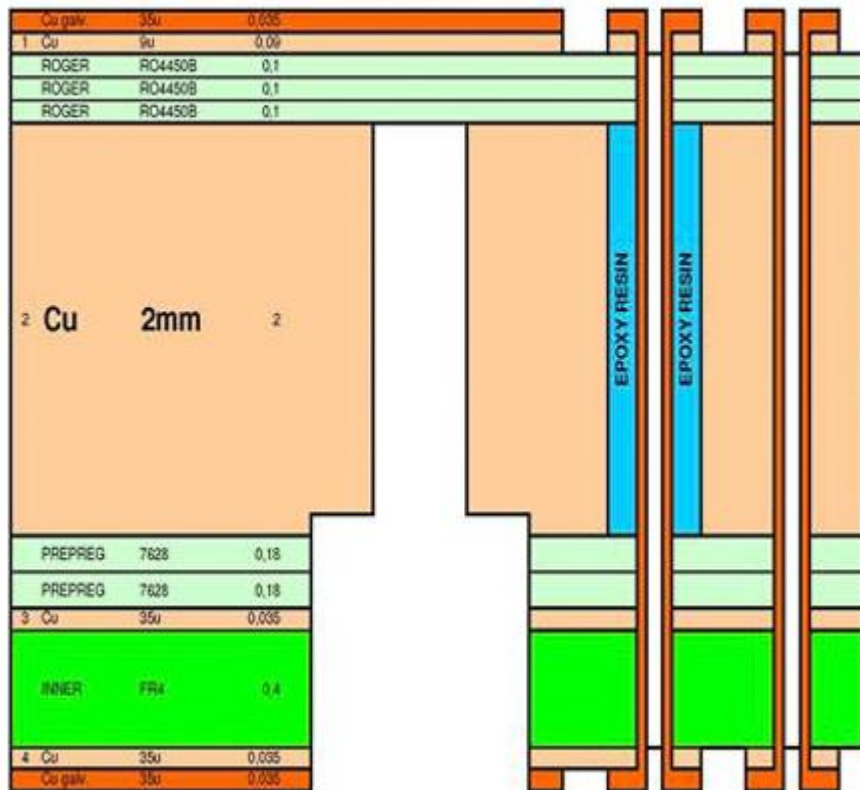 Cu galv. 35u 0,035
1 Cu 9u 0,09
ROGER RO4450B 0,1
ROGER RO4450B 0,1
ROGER RO4450B 0,1
2 Cu 2mm 2
EPOXY RESIN
EPOXY RESIN
PREPREG 7628 0,18
PREPREG 7628 0,18
3 Cu 35u 0,035
INNER FR4 0,4
4 Cu 35u 0,035
Cu galv. 35u 0,035